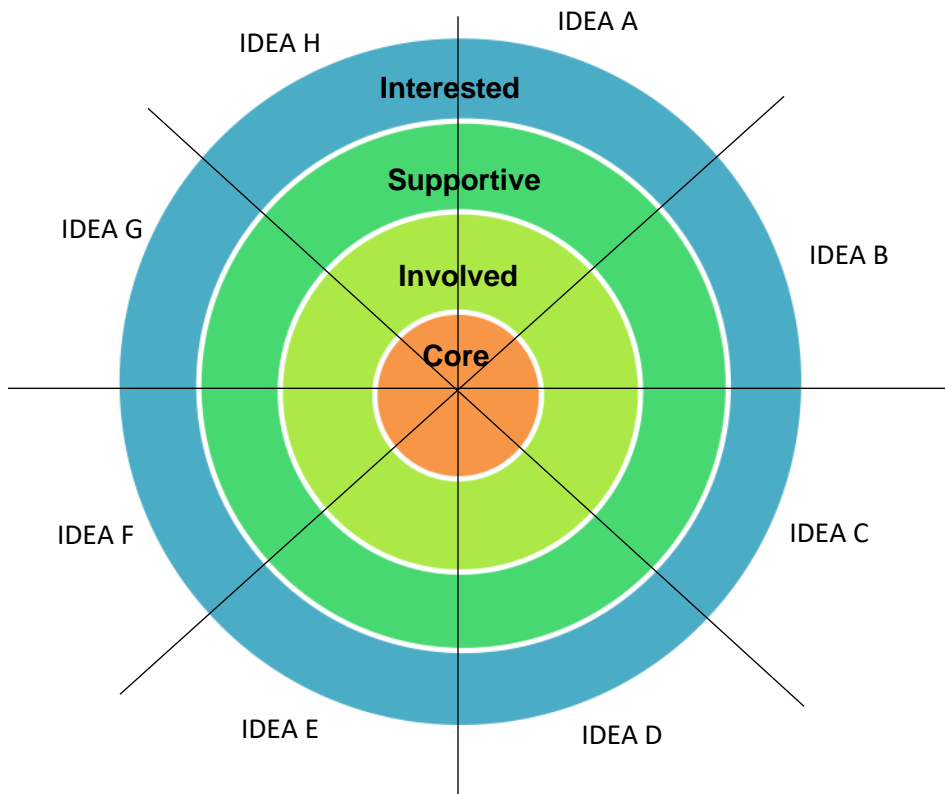 IDEA A
IDEA H
Interested
Supportive
IDEA G
IDEA B
Involved
Core
IDEA F
IDEA C
IDEA E
IDEA D